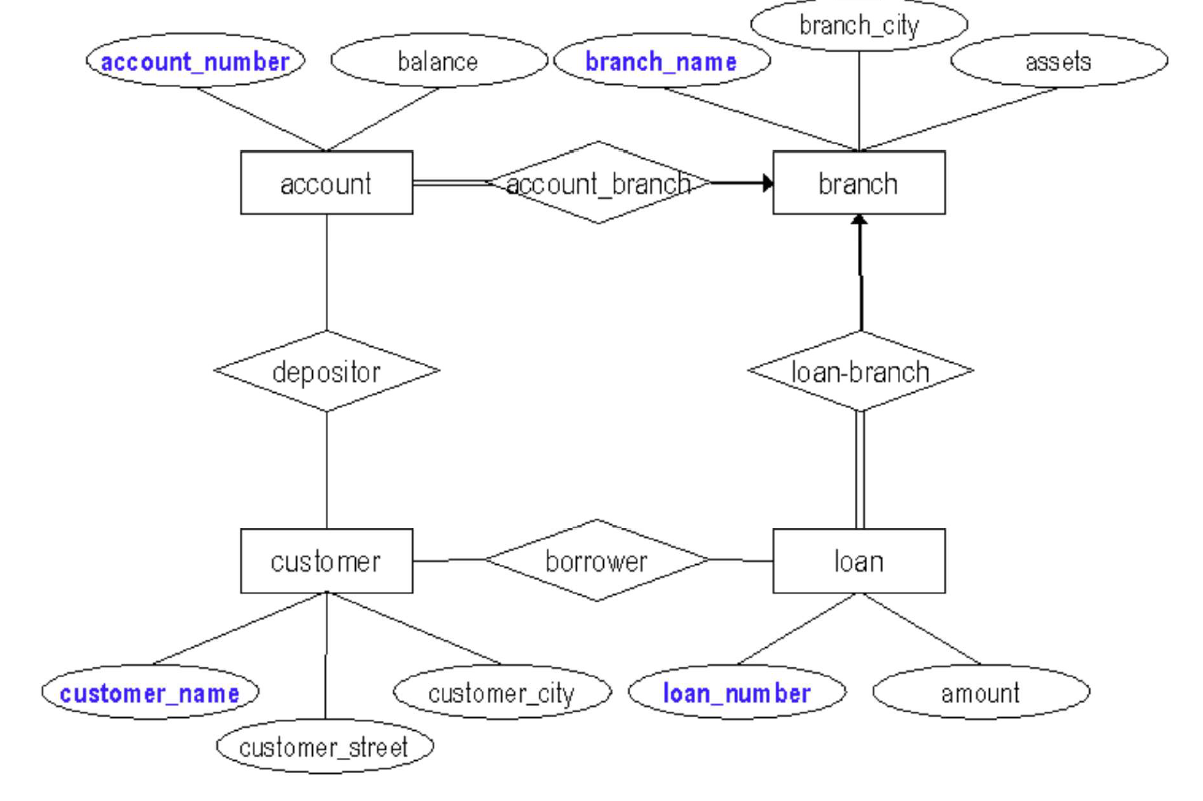 branch_city
account_number
balance
branch_name
assets
account
account_branch
branch
depositor
loan-branch
customer
borrower
loan
customer_name
customer_city
loan_number
amount
customer_street